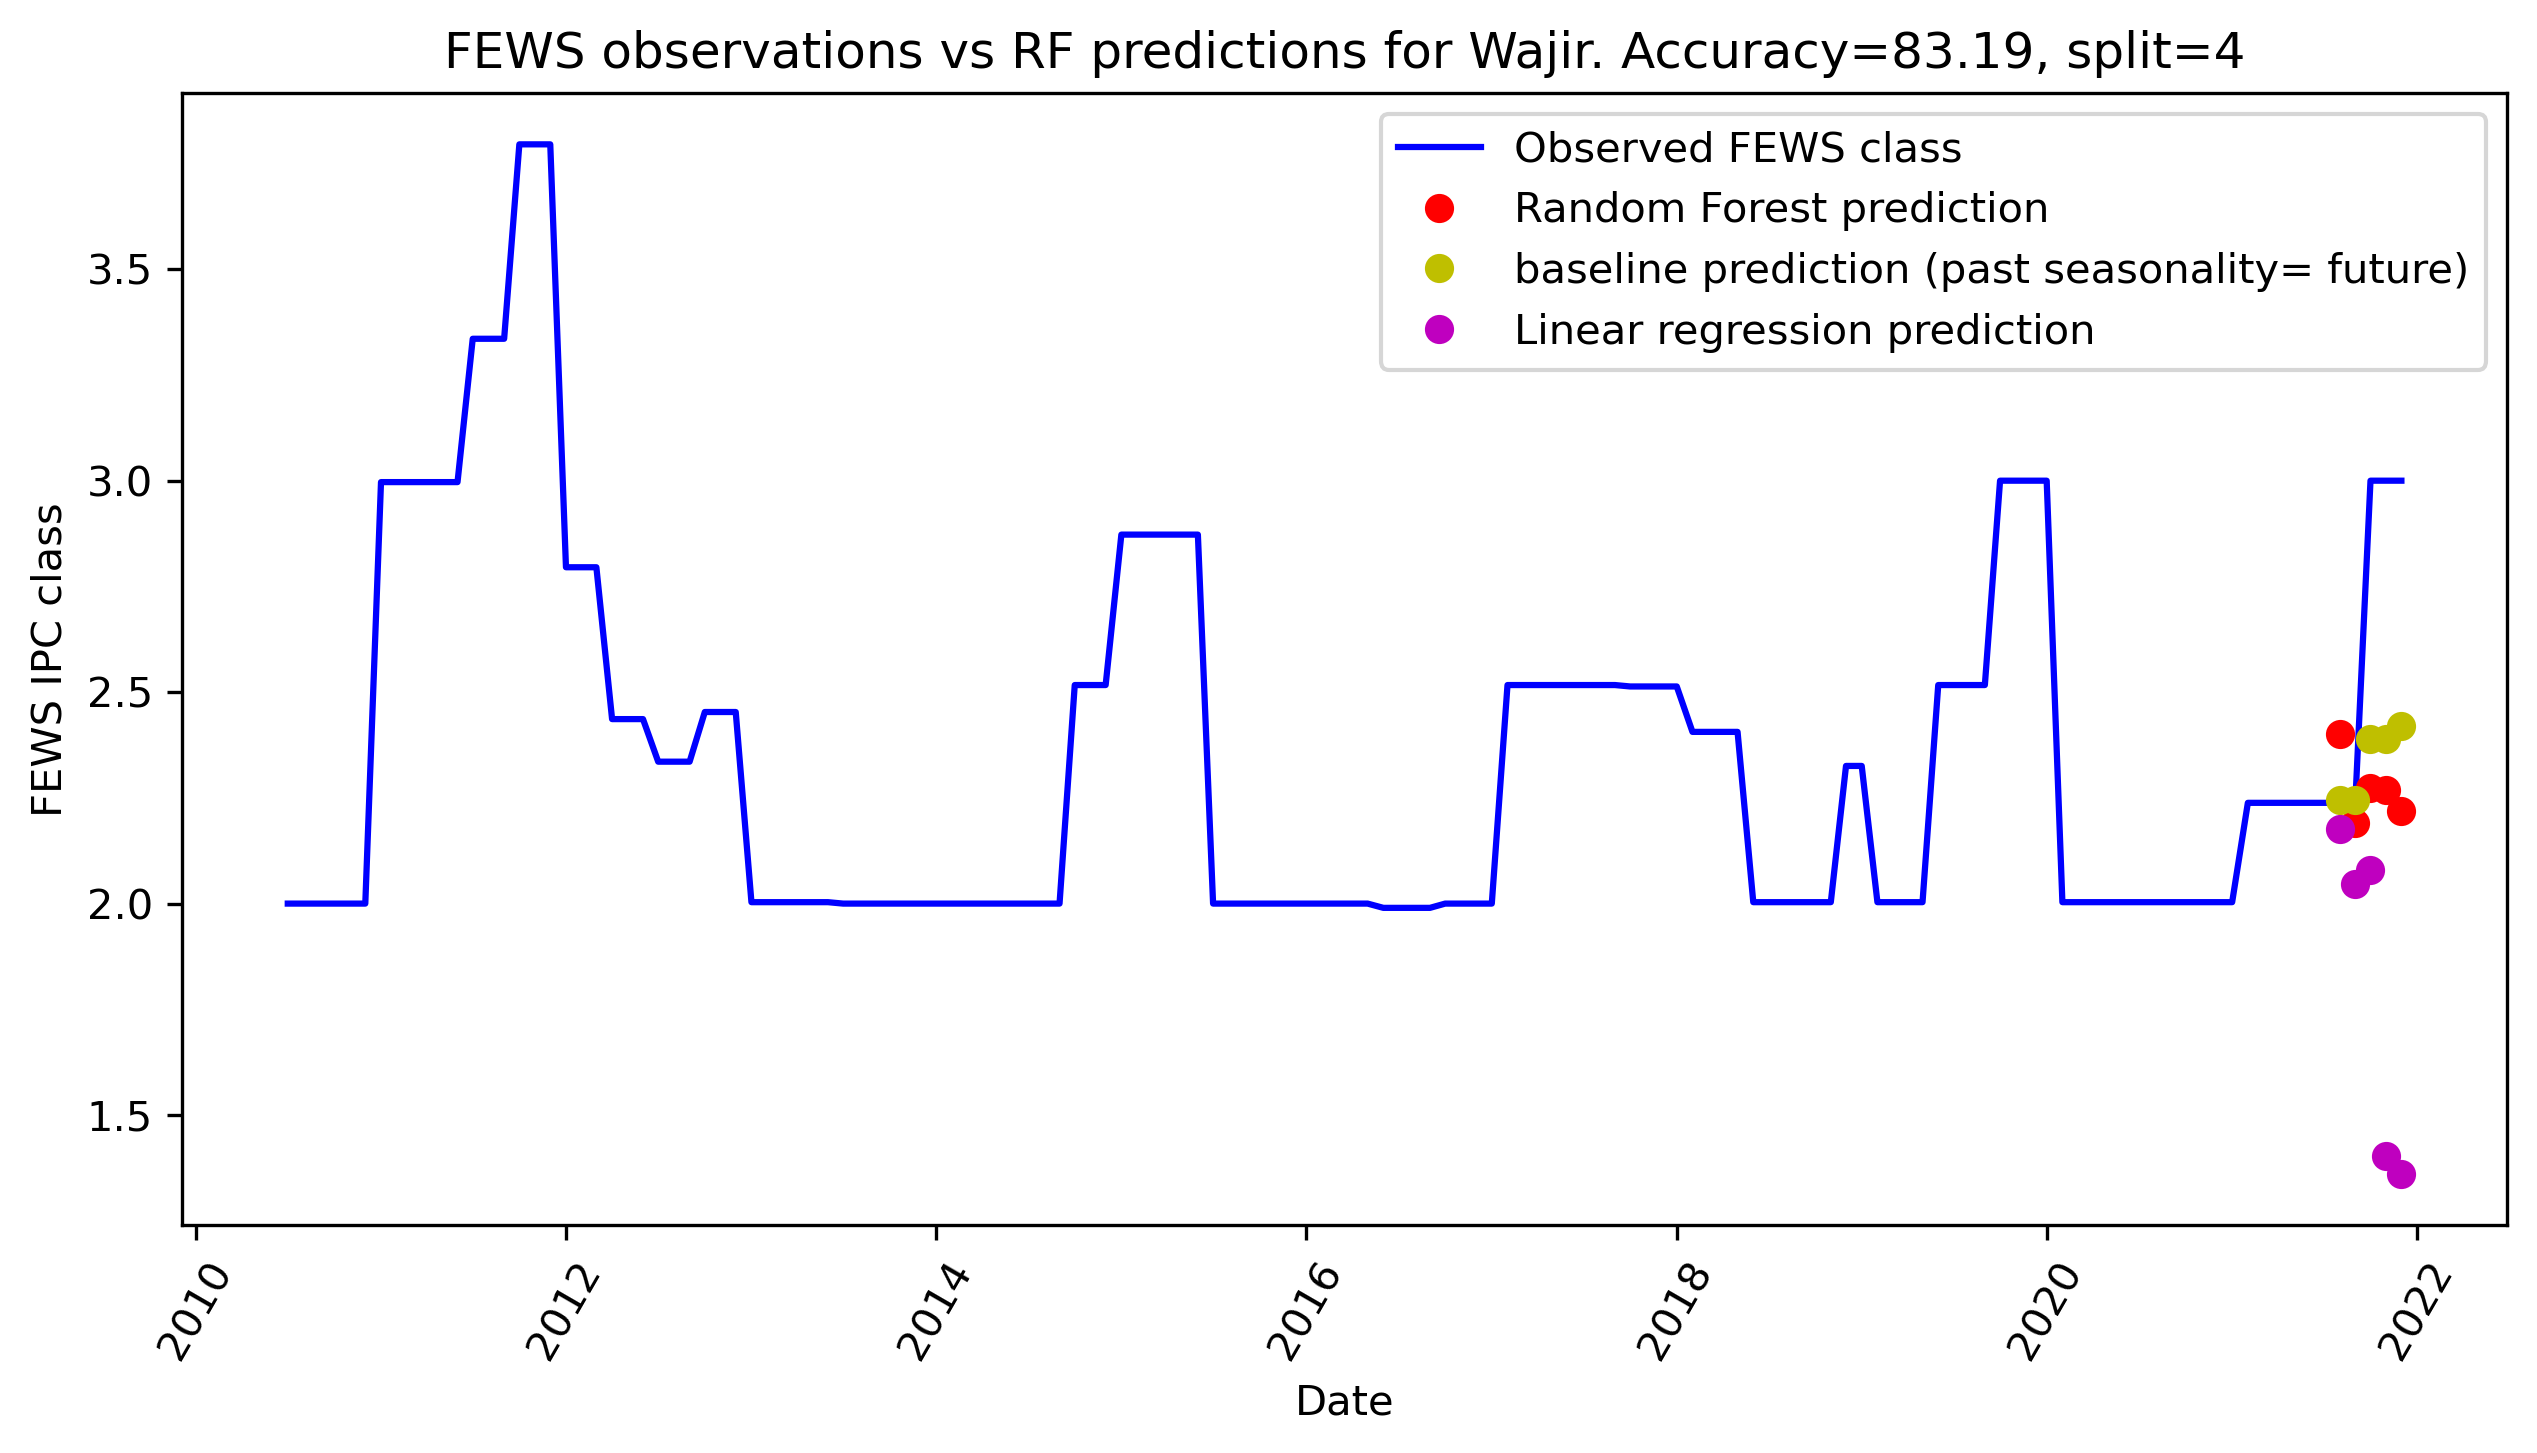 FEWS observations vs RF predictions for Wajir. Accuracy=83.19, split=4
Observed FEWS class
Random Forest prediction
baseline prediction (past seasonality= future)
Linear regression prediction
FEWS IPC class
3.5
3.0
2.5
2.0
1.5
2010
2012
2014
2016
2018
2020
2022
Date